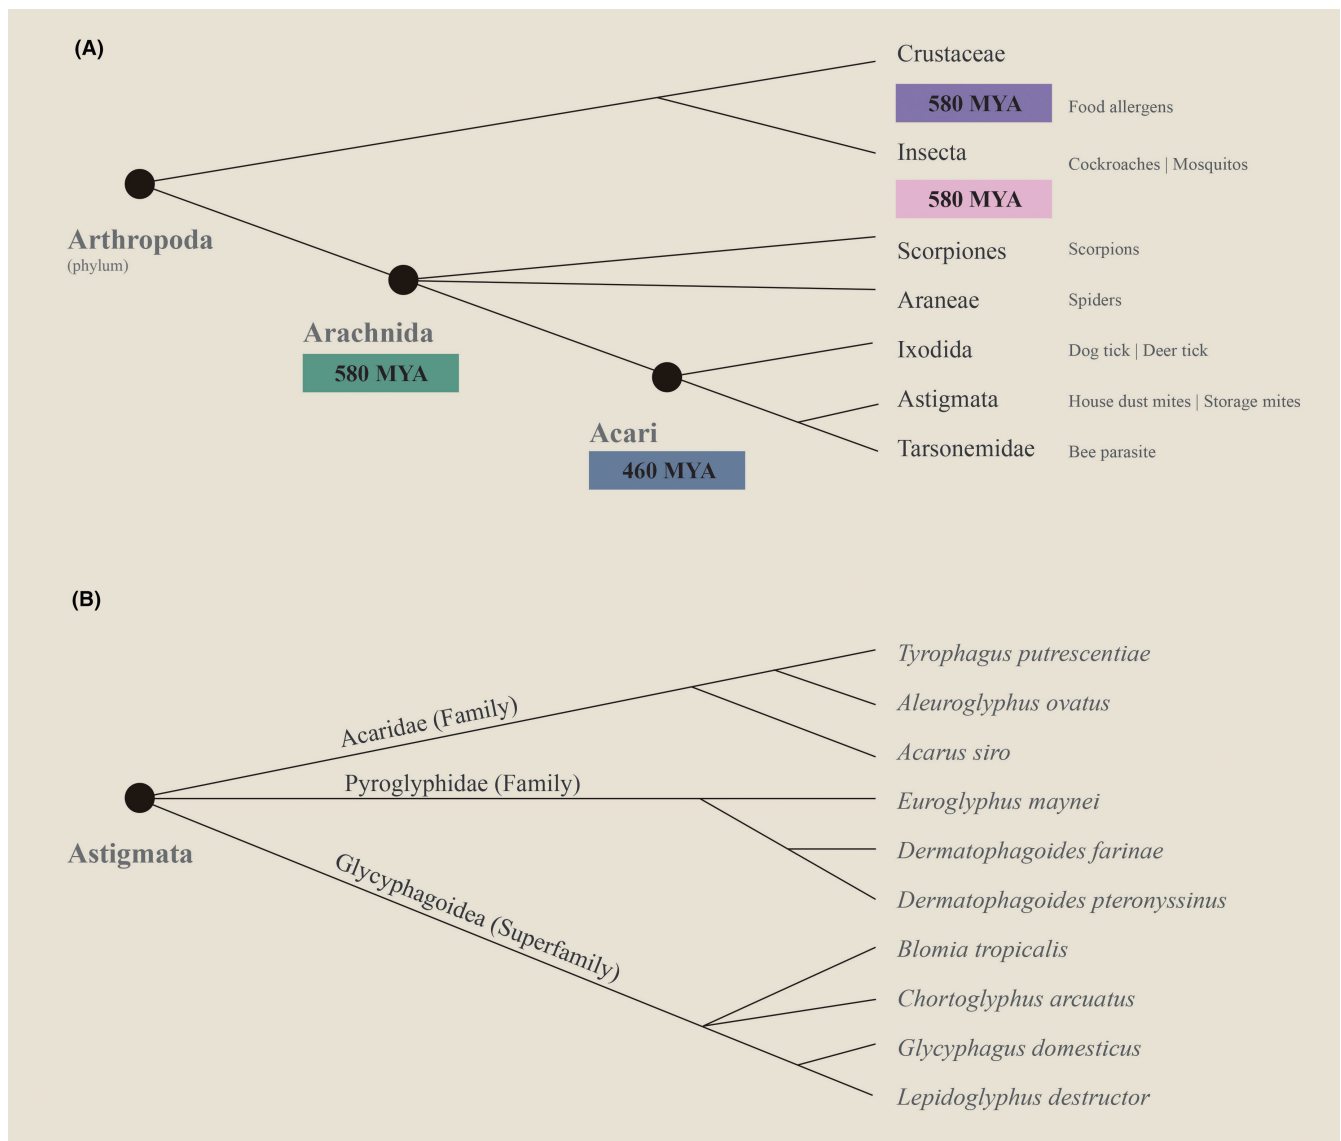 (A)
Crustaceae
580 MYA
Food allergens
Insecta
Cockroaches | Mosquitos
580 MYA
Arthropoda
(phylum)
Scorpiones
Scorpions
Araneae
Spiders
Arachnida
580 MYA
Ixodida
Dog tick | Deer tick
Astigmata
House dust mites | Storage mites
Acari
460 MYA
Tarsonemidae
Bee parasite
(B)
Tyrophagus putrescentiae
Acaridae (Family)
Aleuroglyphus ovatus
Acarus siro
Pyroglyphidae (Family)
Euroglyphus maynei
Astigmata
Dermatophagoides farinae
Dermatophagoides pteronyssinus
Glycyphagoidea (Superfamily)
Blomia tropicalis
Chortoglyphus arcuatus
Glycyphagus domesticus
Lepidoglyphus destructor